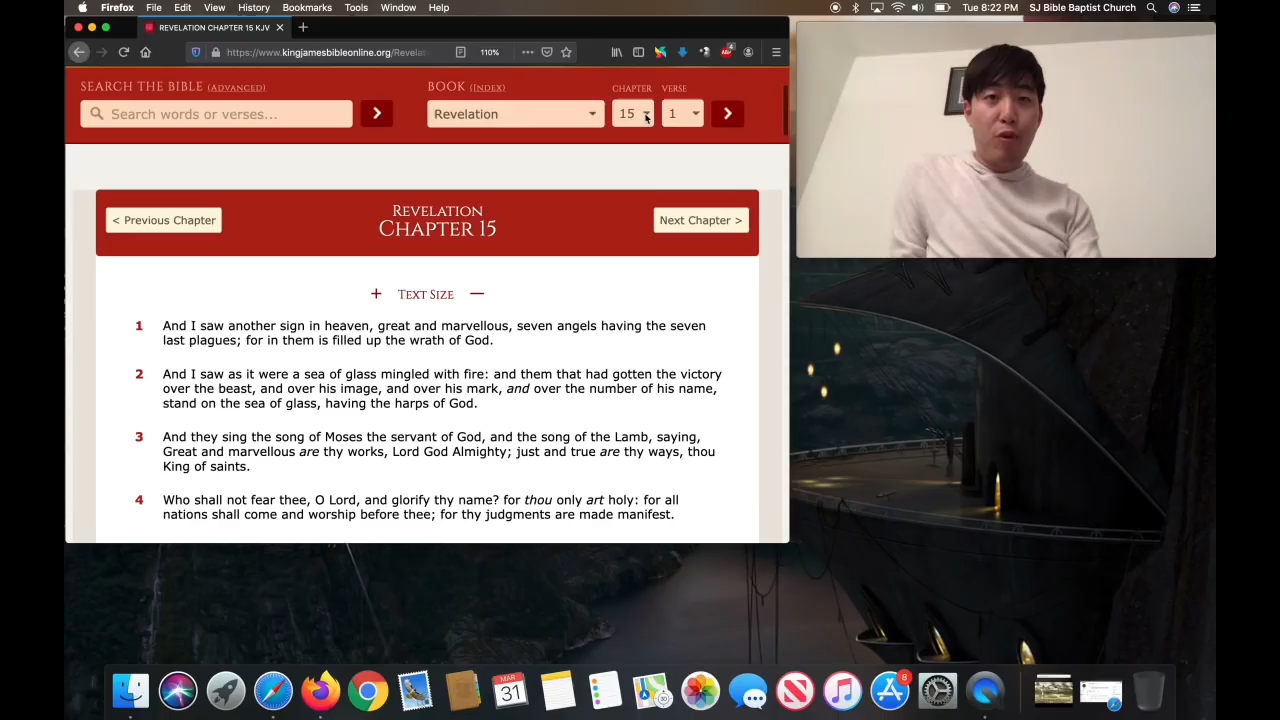 Firefox File Edit View History Bookmarks Tools Window Help
Tue 8:22 PM SJ Bible Baptist Church
REVELATION CHAPTER 15 KJV
https://www.kingjamesbibleonline.org/Revela
110%
4
SEARCH THE BIBLE (ADVANCED)
BOOK (INDEX)
CHAPTER
VERSE
Search words or verses...
Revelation
15
1
< Previous Chapter
REVELATION
CHAPTER 15
Next Chapter >
+ TEXT SIZE —
1 And I saw another sign in heaven, great and marvellous, seven angels having the seven
last plagues; for in them is filled up the wrath of God.
2 And I saw as it were a sea of glass mingled with fire: and them that had gotten the victory
over the beast, and over his image, and over his mark, and over the number of his name,
stand on the sea of glass, having the harps of God.
3 And they sing the song of Moses the servant of God, and the song of the Lamb, saying,
Great and marvellous are thy works, Lord God Almighty; just and true are thy ways, thou
King of saints.
4 Who shall not fear thee, O Lord, and glorify thy name? for thou only art holy: for all
nations shall come and worship before thee; for thy judgments are made manifest.
MAR
31
8